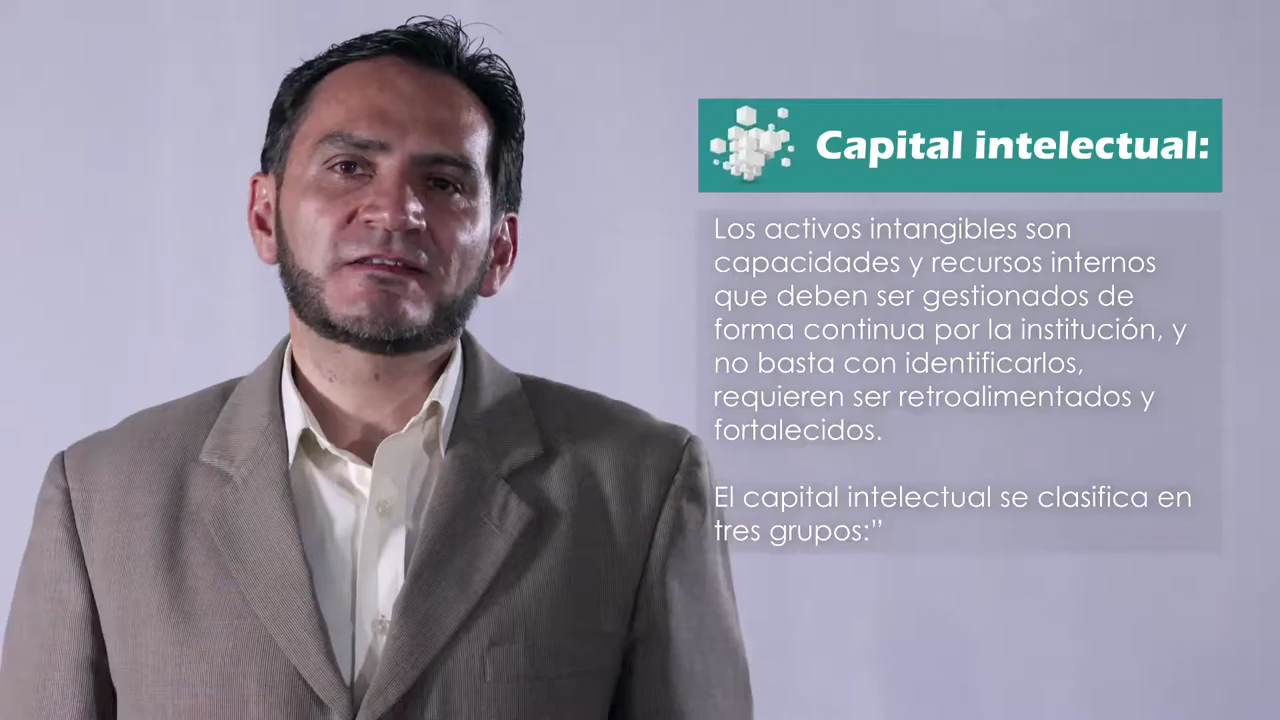 Capital intelectual:
Los activos intangibles son
capacidades y recursos internos
que deben ser gestionados de
forma continua por la institución, y
no basta con identificarlos,
requieren ser retroalimentados y
fortalecidos.
El capital intelectual se clasifica en
tres grupos:”